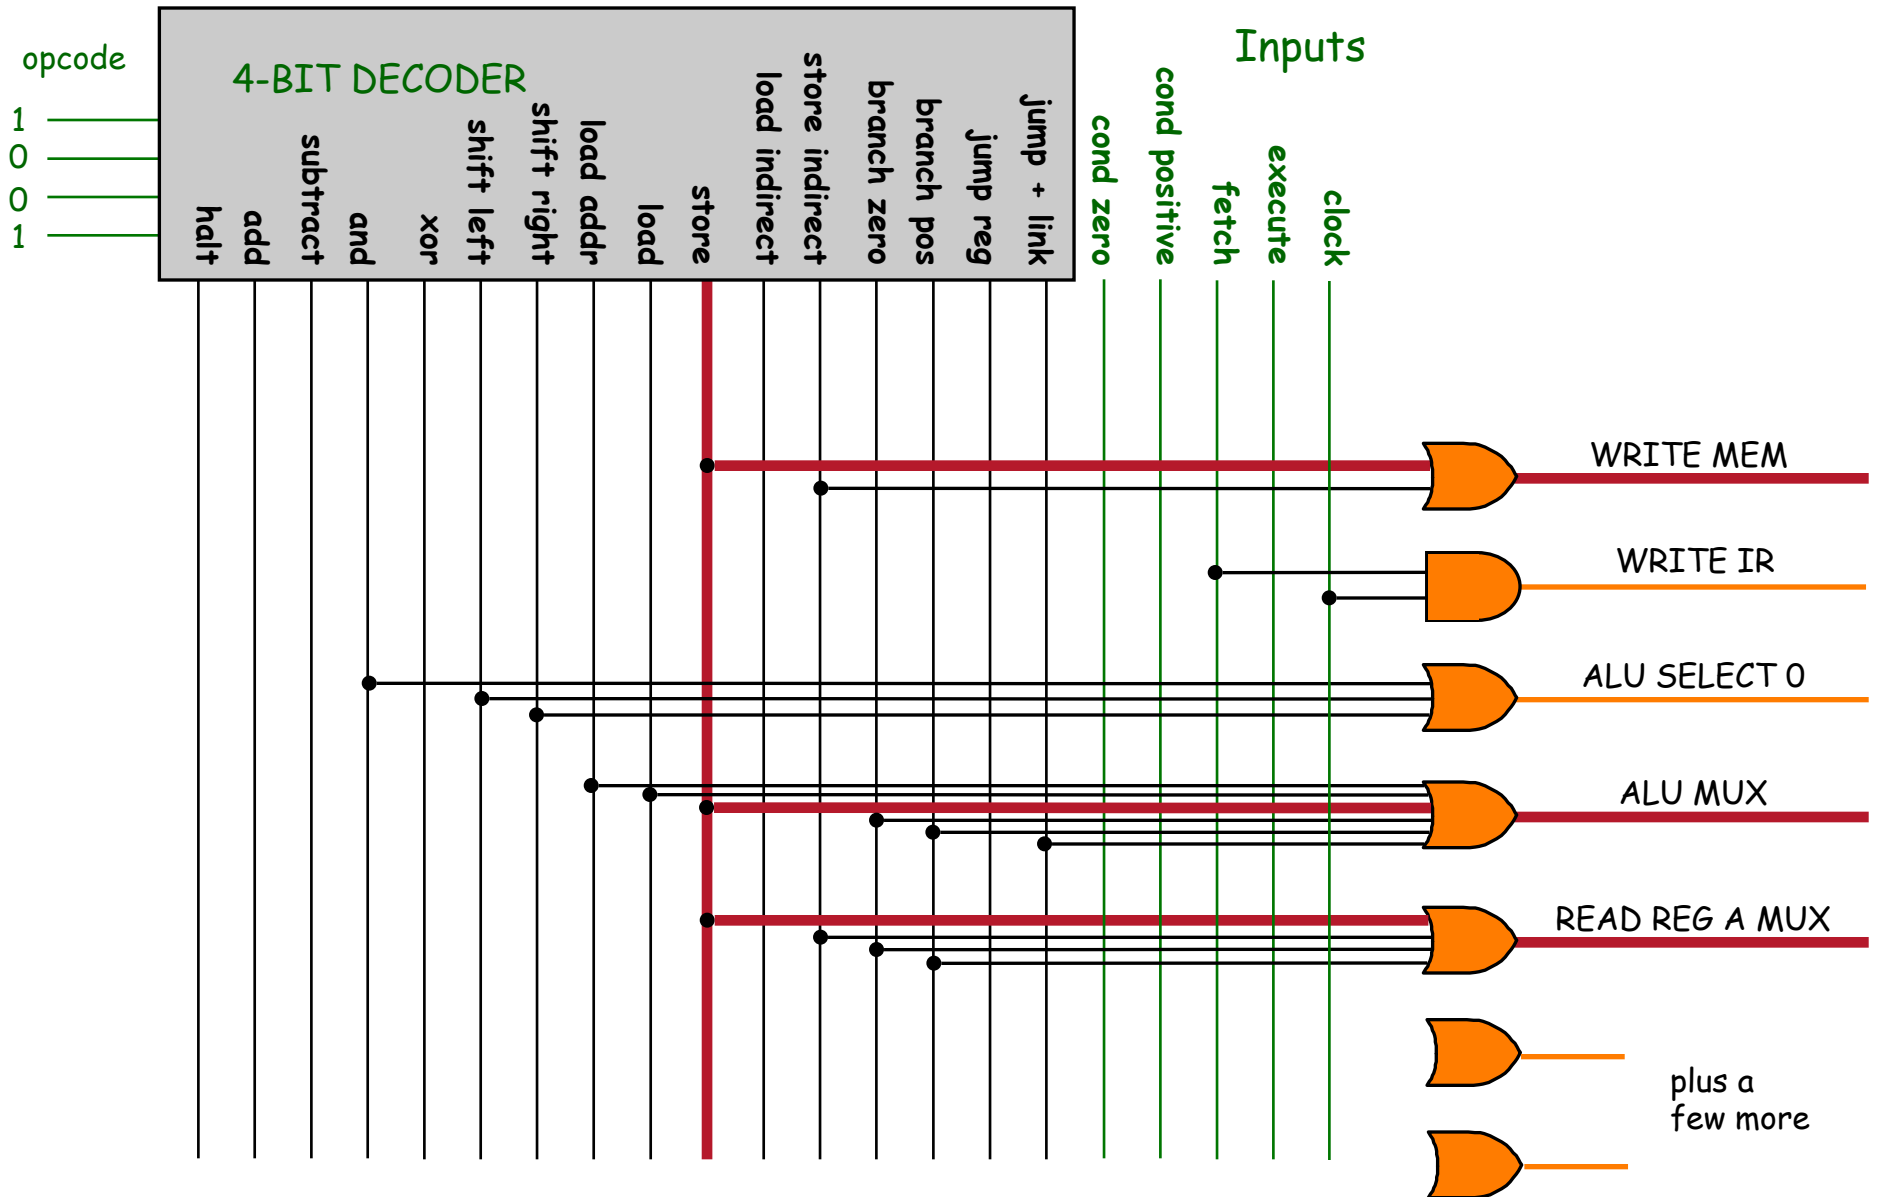 opcode
1
0
0
1
4-BIT DECODER
halt
add
subtract
and
xor
shift left
shift right
load addr
load
store
load indirect
store indirect
branch zero
branch pos
jump reg
jump + link
Inputs
cond zero
cond positive
fetch
execute
clock
WRITE MEM
WRITE IR
ALU SELECT 0
ALU MUX
READ REG A MUX
plus a
few more